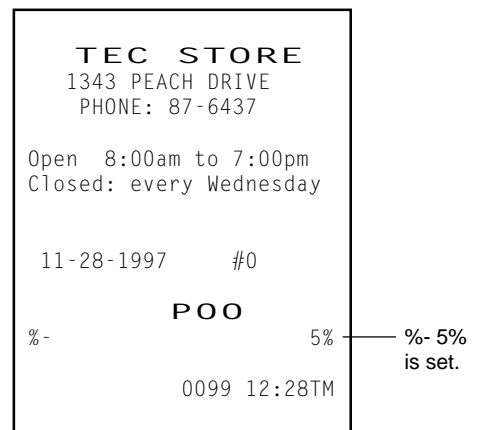 TEC STORE
1343 PEACH DRIVE
PHONE: 87-6437
Open 8:00am to 7:00pm
Closed: every Wednesday
11-28-1997 #0
POO
%- 5%
%- 5%
is set.
0099 12:28TM